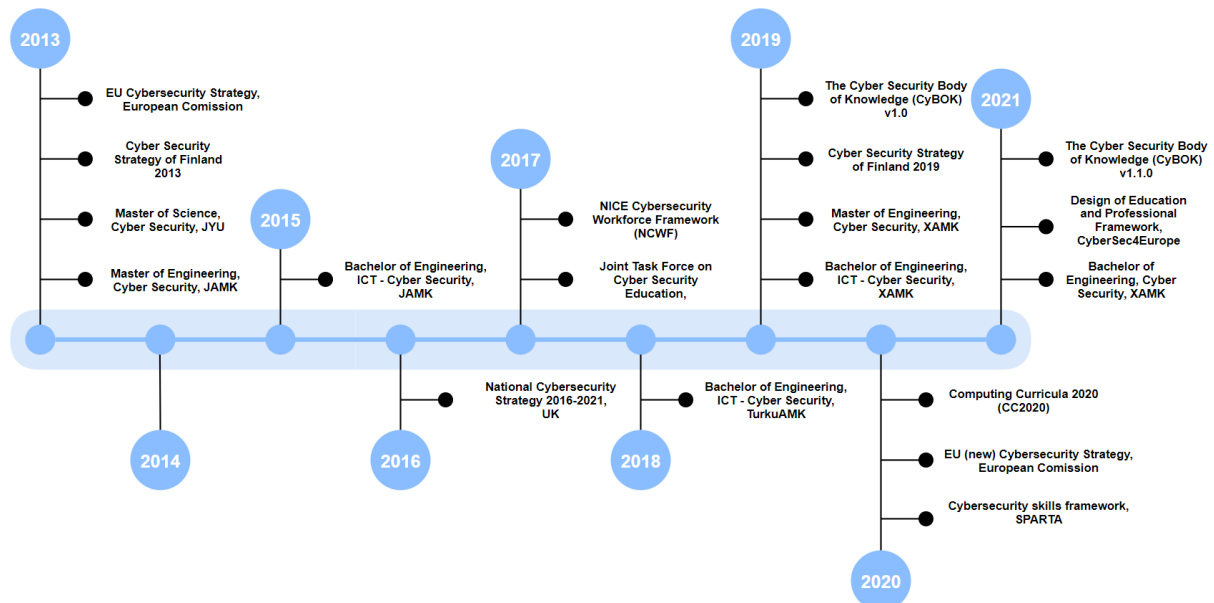 2013
EU Cybersecurity Strategy,
European Comission
Cyber Security
Strategy of Finland
2013
Master of Science,
Cyber Security, JYU
Master of Engineering,
Cyber Security, JAMK
2014
2015
Bachelor of Engineering,
ICT - Cyber Security,
JAMK
2016
National Cybersecurity
Strategy 2016-2021,
UK
2017
NICE Cybersecurity
Workforce Framework
(NCWF)
Joint Task Force on
Cyber Security
Education,
2018
Bachelor of Engineering,
ICT - Cyber Security,
TurkuAMK
2019
The Cyber Security Body
of Knowledge (CyBOK)
v1.0
Cyber Security Strategy
of Finland 2019
Master of Engineering,
Cyber Security, XAMK
Bachelor of Engineering,
ICT - Cyber Security,
XAMK
2020
Computing Curricula 2020
(CC2020)
EU (new) Cybersecurity Strategy,
European Comission
Cybersecurity skills framework,
SPARTA
2021
The Cyber Security Body
of Knowledge (CyBOK)
v1.1.0
Design of Education
and Professional
Framework,
CyberSec4Europe
Bachelor of
Engineering, Cyber
Security, XAMK